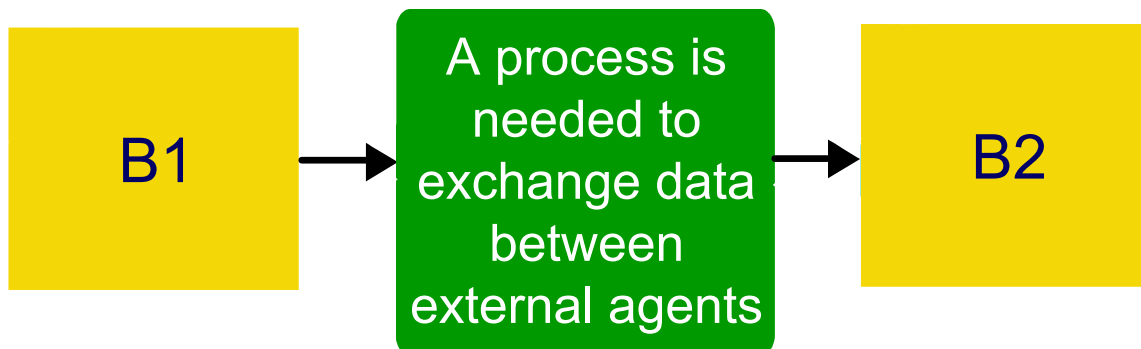 B1
A process is
needed to
exchange data
between
external agents
B2